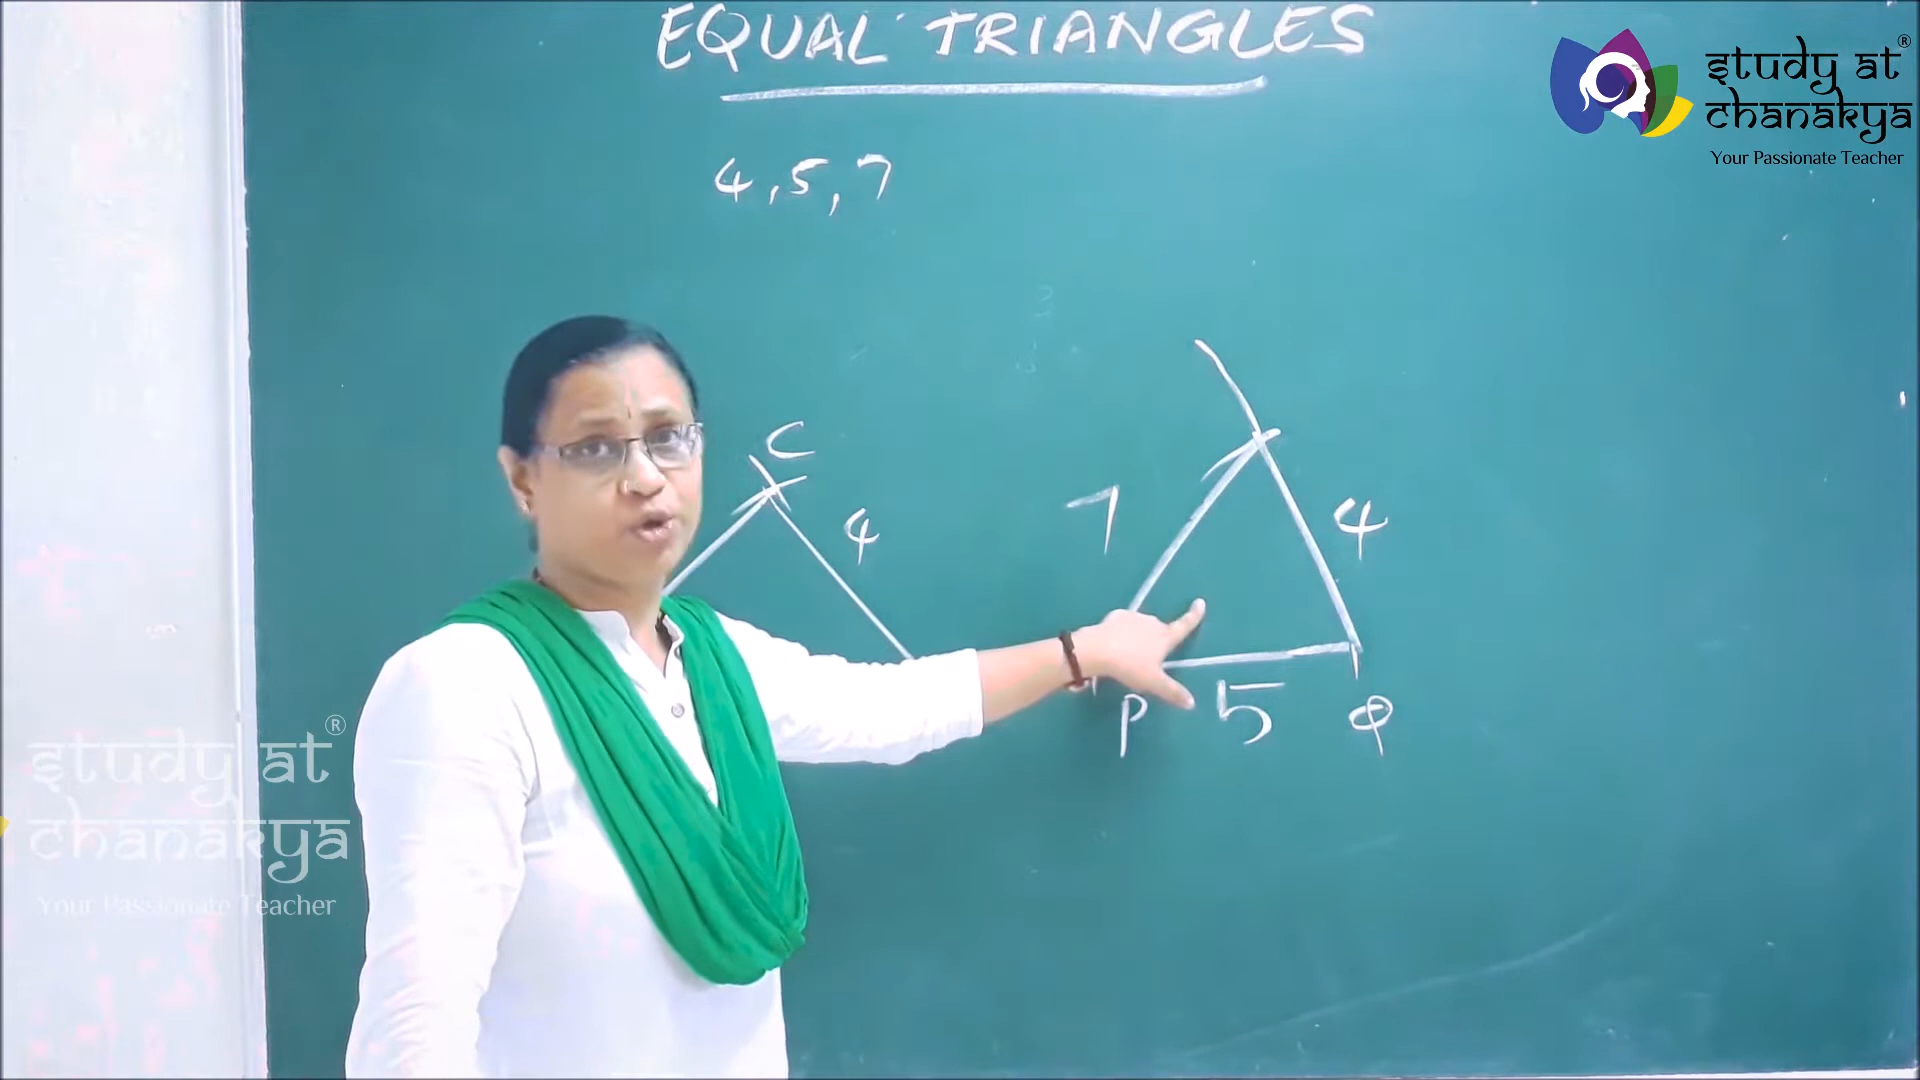 EQUAL TRIANGLES
study at ®
chanakya
Your Passionate Teacher
4, 5, 7
C
4
7
4
P
5
Q
study at ®
chanakya
Your Passionate Teacher